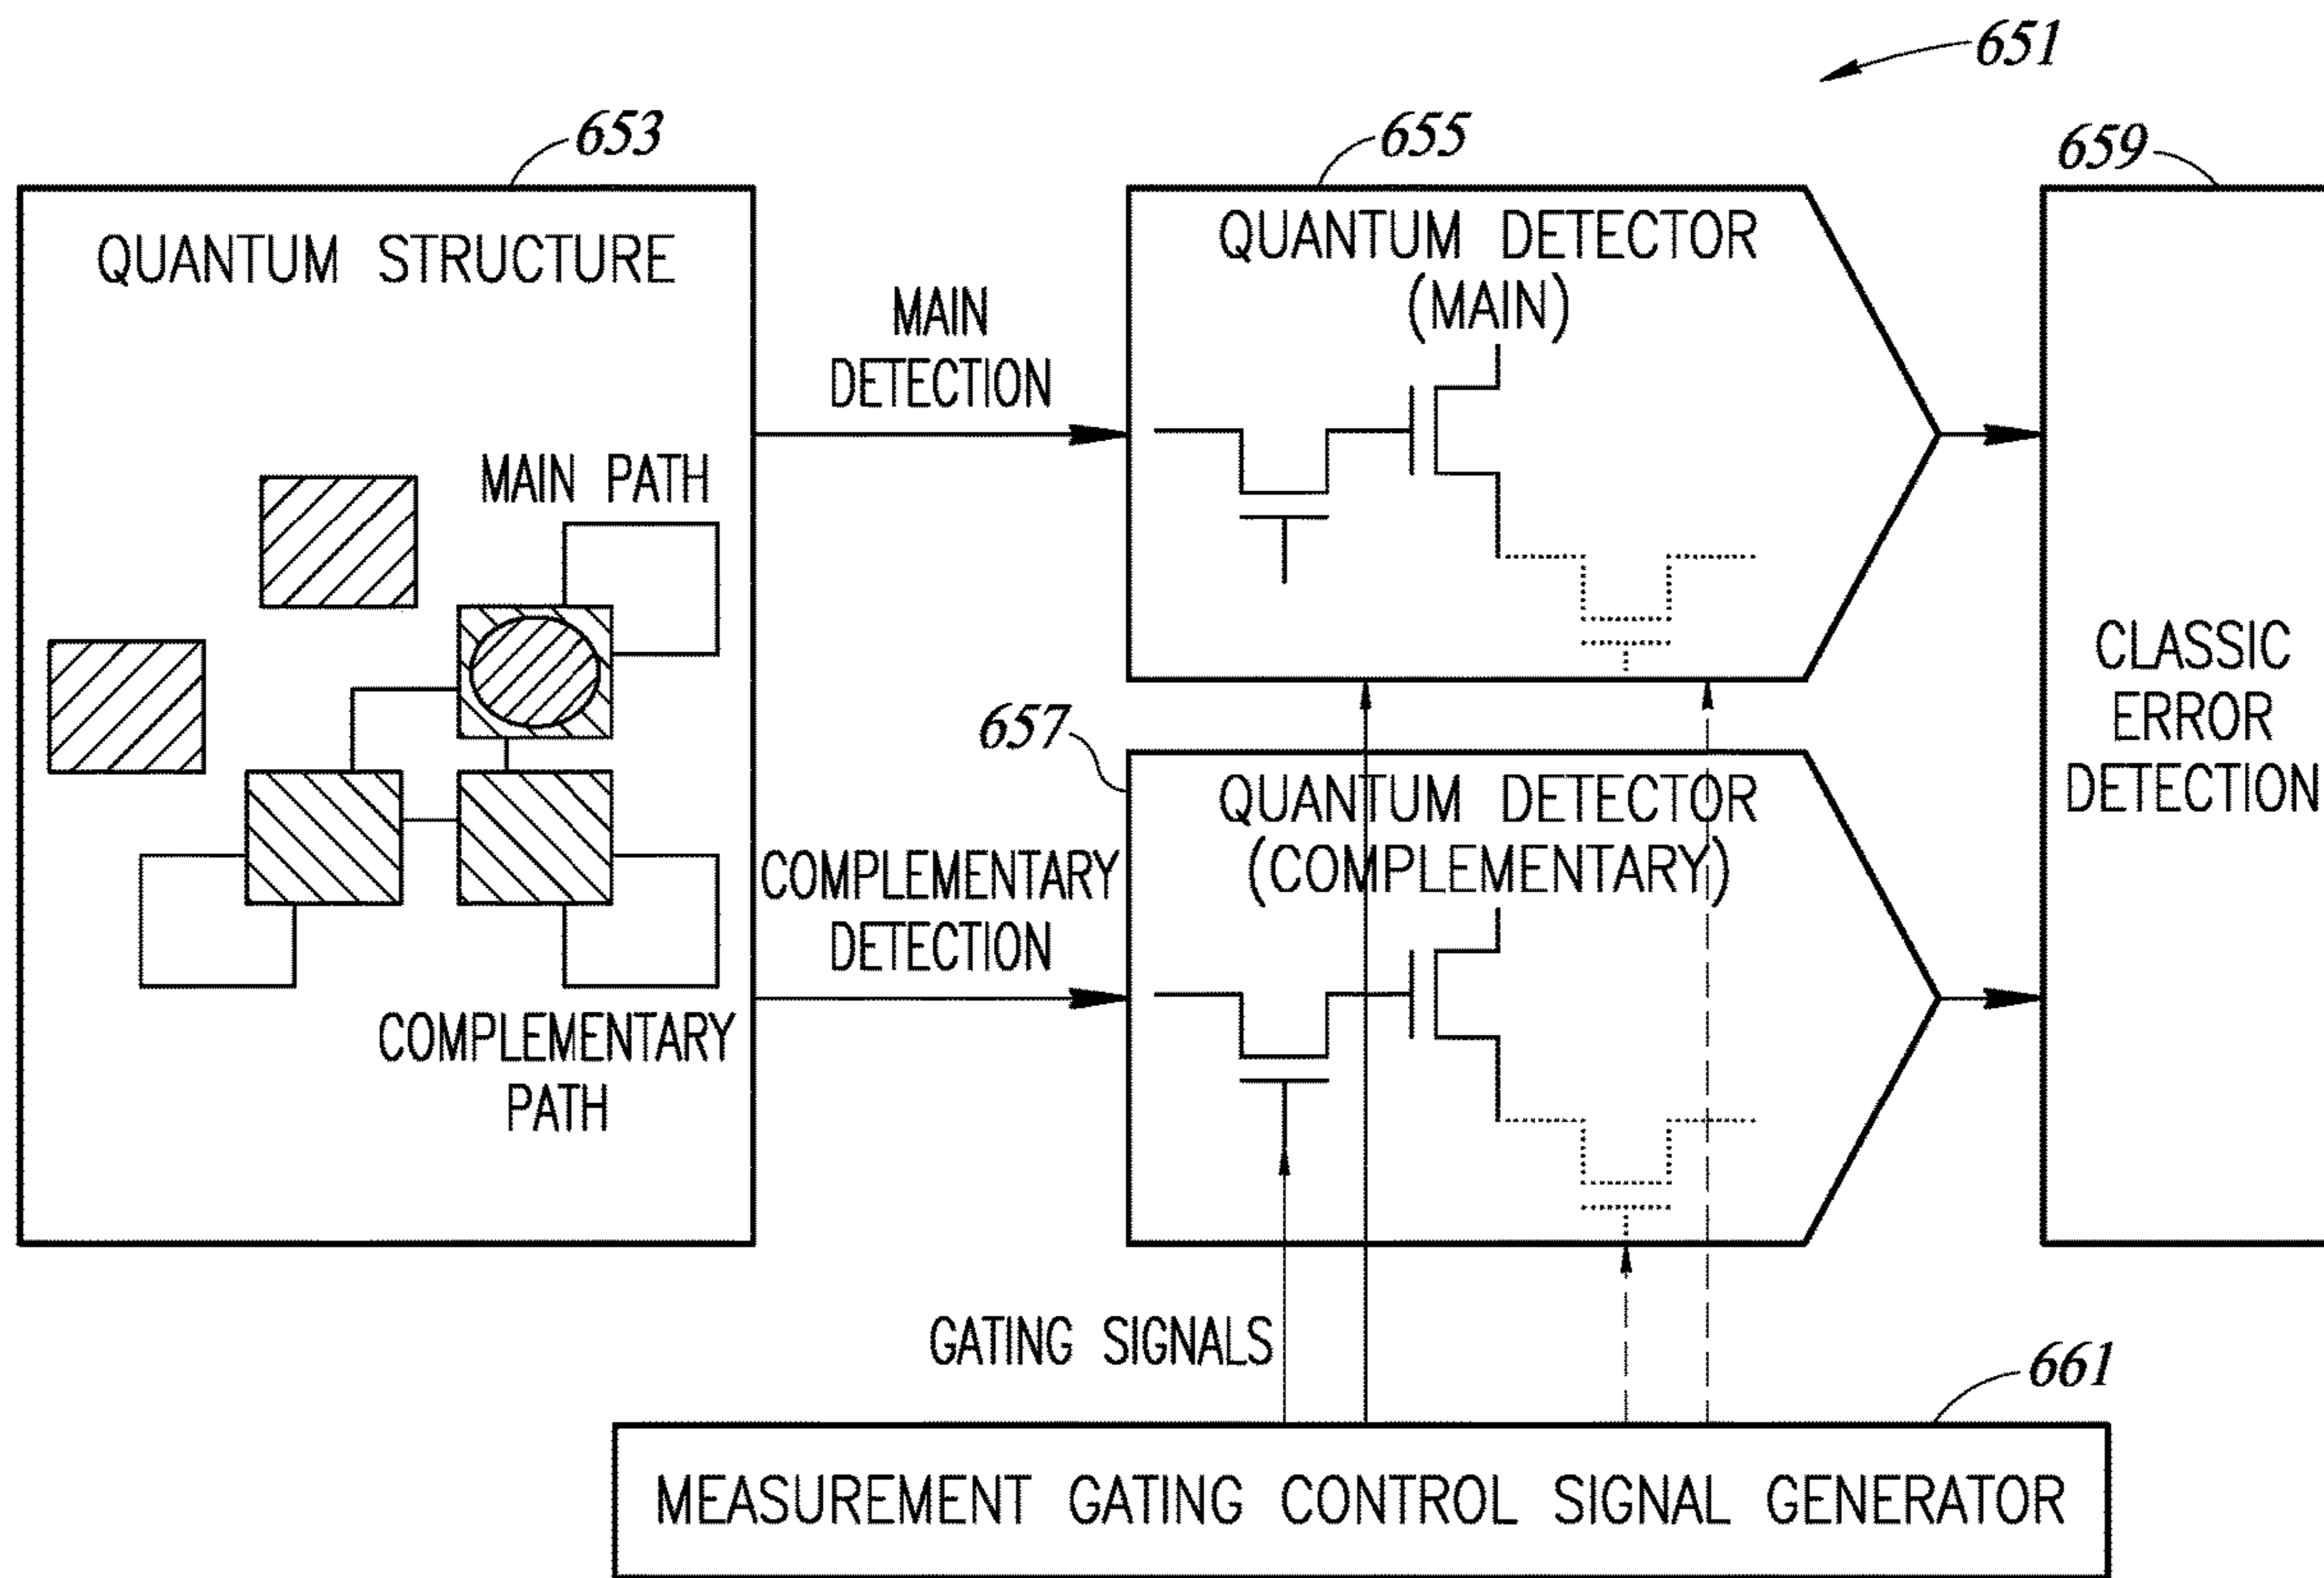 651
653
655
659
QUANTUM STRUCTURE
QUANTUM DETECTOR
(MAIN)
MAIN
DETECTION
MAIN PATH
CLASSIC
ERROR
DETECTION
657
QUANTUM DETECTOR
(COMPLEMENTARY)
COMPLEMENTARY
DETECTION
COMPLEMENTARY
PATH
GATING SIGNALS
661
MEASUREMENT GATING CONTROL SIGNAL GENERATOR